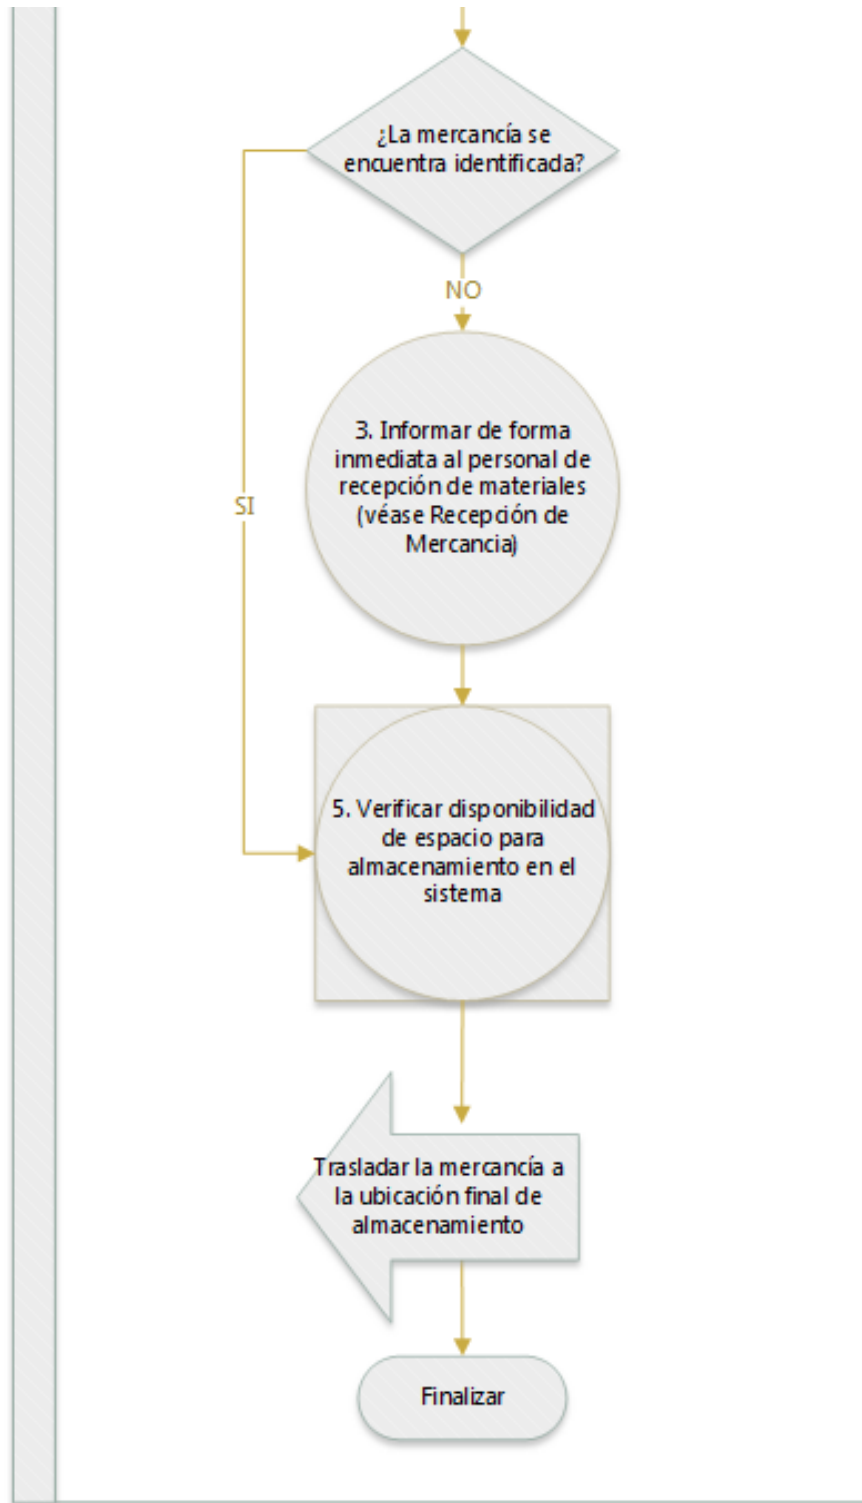 ¿La mercancía se
encuentra identificada?
NO
3. Informar de forma
inmediata al personal de
recepción de materiales
(véase Recepción de
Mercancia)
SI
5. Verificar disponibilidad
de espacio para
almacenamiento en el
sistema
Trasladar la mercancía a
la ubicación final de
almacenamiento
Finalizar